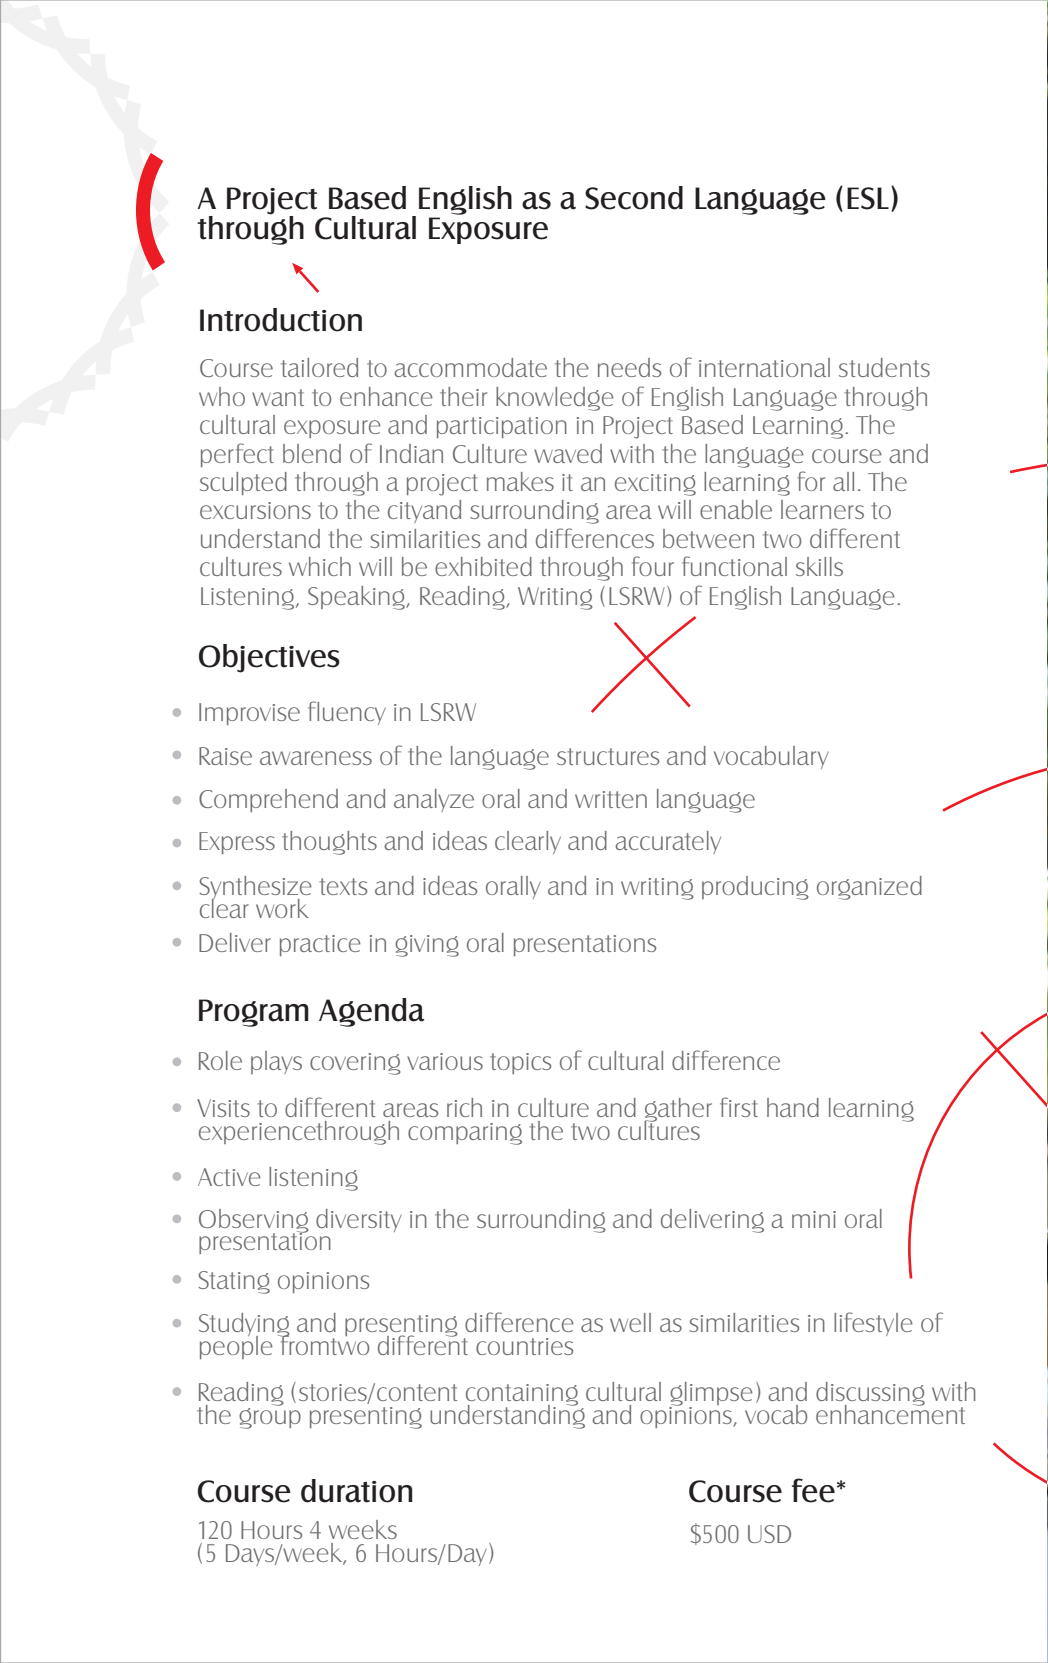 A Project Based English as a Second Language (ESL)
through Cultural Exposure
Introduction
Course tailored to accommodate the needs of international students
who want to enhance their knowledge of English Language through
cultural exposure and participation in Project Based Learning. The
perfect blend of Indian Culture waved with the language course and
sculpted through a project makes it an exciting learning for all. The
excursions to the cityand surrounding area will enable learners to
understand the similarities and differences between two different
cultures which will be exhibited through four functional skills
Listening, Speaking, Reading, Writing (LSRW) of English Language.
Objectives
• Improvise fluency in LSRW
• Raise awareness of the language structures and vocabulary
• Comprehend and analyze oral and written language
• Express thoughts and ideas clearly and accurately
• Synthesize texts and ideas orally and in writing producing organized
clear work
• Deliver practice in giving oral presentations
Program Agenda
• Role plays covering various topics of cultural difference
• Visits to different areas rich in culture and gather first hand learning
experiencethrough comparing the two cultures
• Active listening
• Observing diversity in the surrounding and delivering a mini oral
presentation
• Stating opinions
• Studying and presenting difference as well as similarities in lifestyle of
people fromtwo different countries
• Reading (stories/content containing cultural glimpse) and discussing with
the group presenting understanding and opinions, vocab enhancement
Course duration
120 Hours 4 weeks
(5 Days/week, 6 Hours/Day)
Course fee*
$500 USD